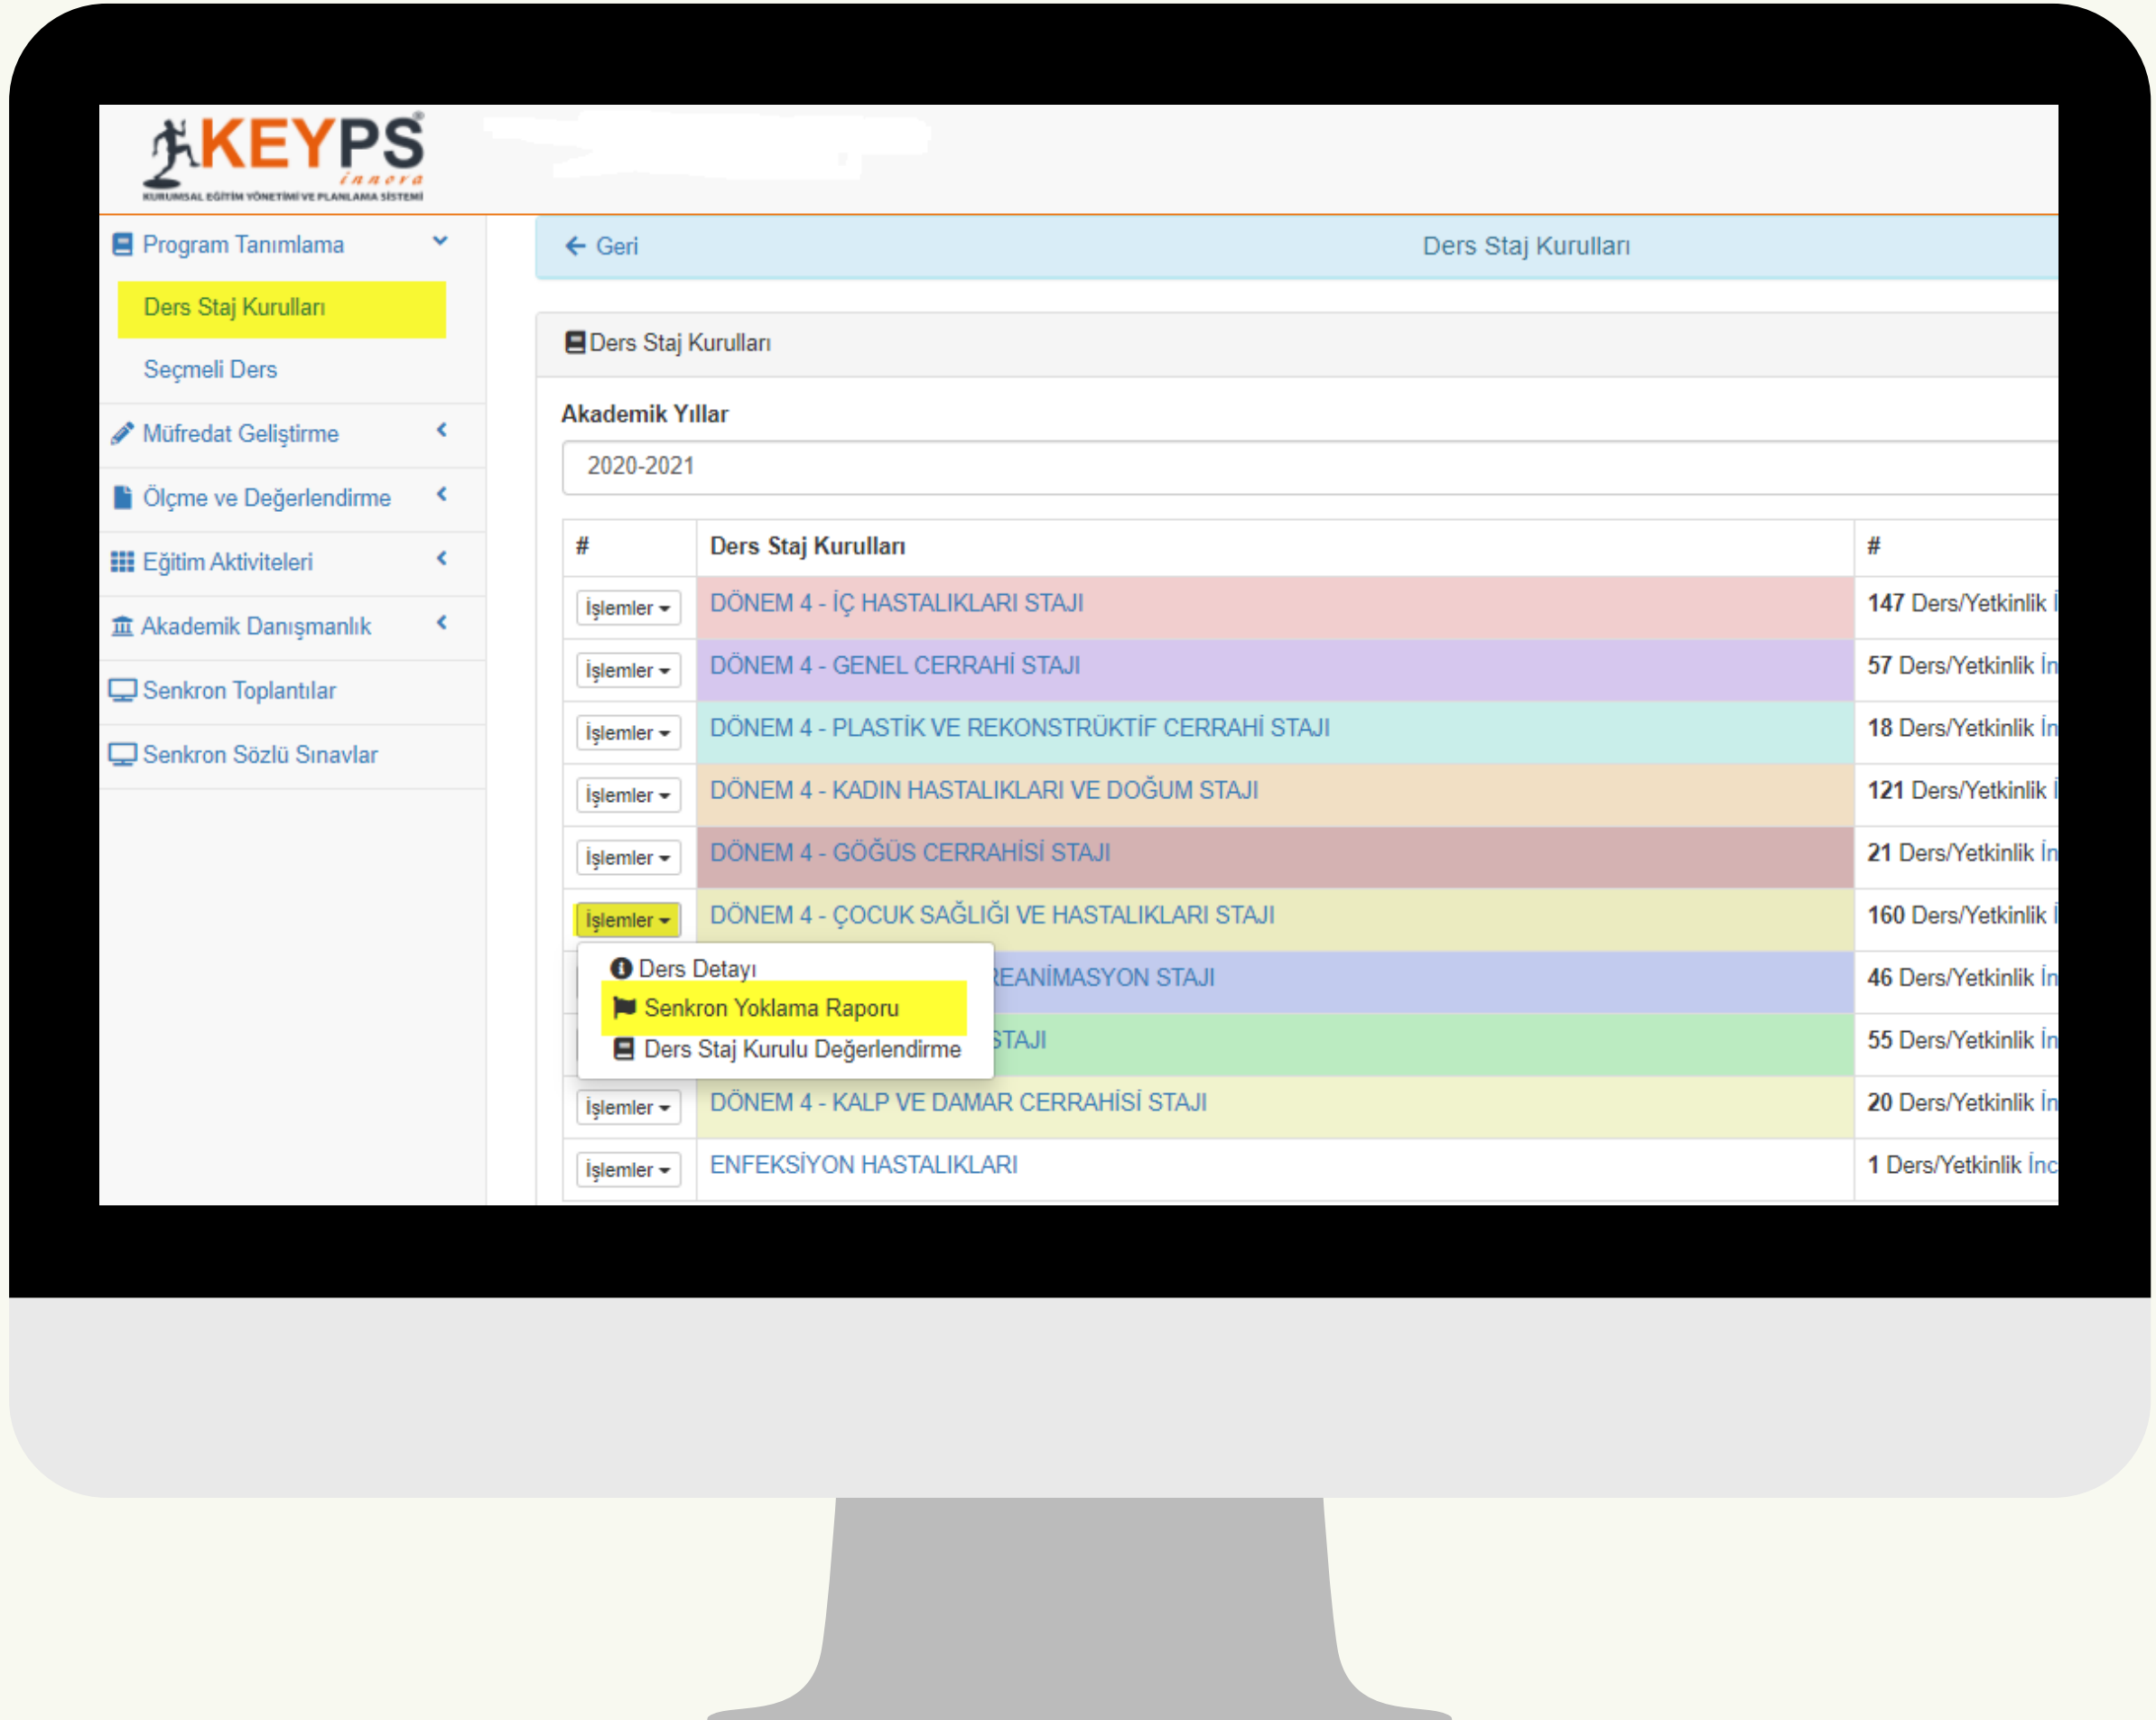 KEYPS®
innova
KURUMSAL EĞİTİM YÖNETİMİ VE PLANLAMA SİSTEMİ
Program Tanımlama
Ders Staj Kurulları
Seçmeli Ders
Müfredat Geliştirme
Ölçme ve Değerlendirme
Eğitim Aktiviteleri
Akademik Danışmanlık
Senkron Toplantılar
Senkron Sözlü Sınavlar
Geri Ders Staj Kurulları
Ders Staj Kurulları
Akademik Yıllar
2020-2021
# Ders Staj Kurulları #
İşlemler DÖNEM 4 - İÇ HASTALIKLARI STAJI 147 Ders/Yetkinlik
İşlemler DÖNEM 4 - GENEL CERRAHİ STAJI 57 Ders/Yetkinlik İn
İşlemler DÖNEM 4 - PLASTİK VE REKONSTRÜKTİF CERRAHİ STAJI 18 Ders/Yetkinlik İn
İşlemler DÖNEM 4 - KADIN HASTALIKLARI VE DOĞUM STAJI 121 Ders/Yetkinlik
İşlemler DÖNEM 4 - GÖĞÜS CERRAHİSİ STAJI 21 Ders/Yetkinlik İn
İşlemler DÖNEM 4 - ÇOCUK SAĞLIĞI VE HASTALIKLARI STAJI 160 Ders/Yetkinlik
Ders Detayı
REANİMASYON STAJI 46 Ders/Yetkinlik İn
Senkron Yoklama Raporu
STAJI 55 Ders/Yetkinlik İn
Ders Staj Kurulu Değerlendirme
İşlemler DÖNEM 4 - KALP VE DAMAR CERRAHİSİ STAJI 20 Ders/Yetkinlik İn
İşlemler ENFEKSİYON HASTALIKLARI 1 Ders/Yetkinlik İnc